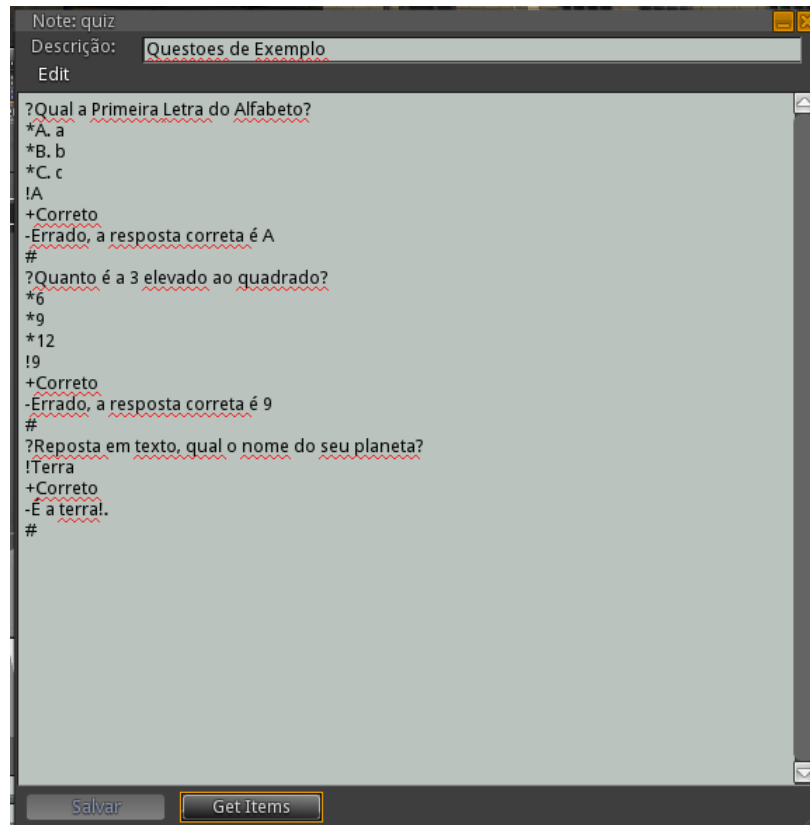 Note: quiz
Descrição: Questoes de Exemplo
Edit
?Qual a Primeira Letra do Alfabeto?
*A. a
*B. b
*C. c
!A
+Correto
-Errado, a resposta correta é A
#
?Quanto é a 3 elevado ao quadrado?
*6
*9
*12
!9
+Correto
-Errado, a resposta correta é 9
#
?Reposta em texto, qual o nome do seu planeta?
!Terra
+Correto
-É a terra!.
#
Salvar Get Items